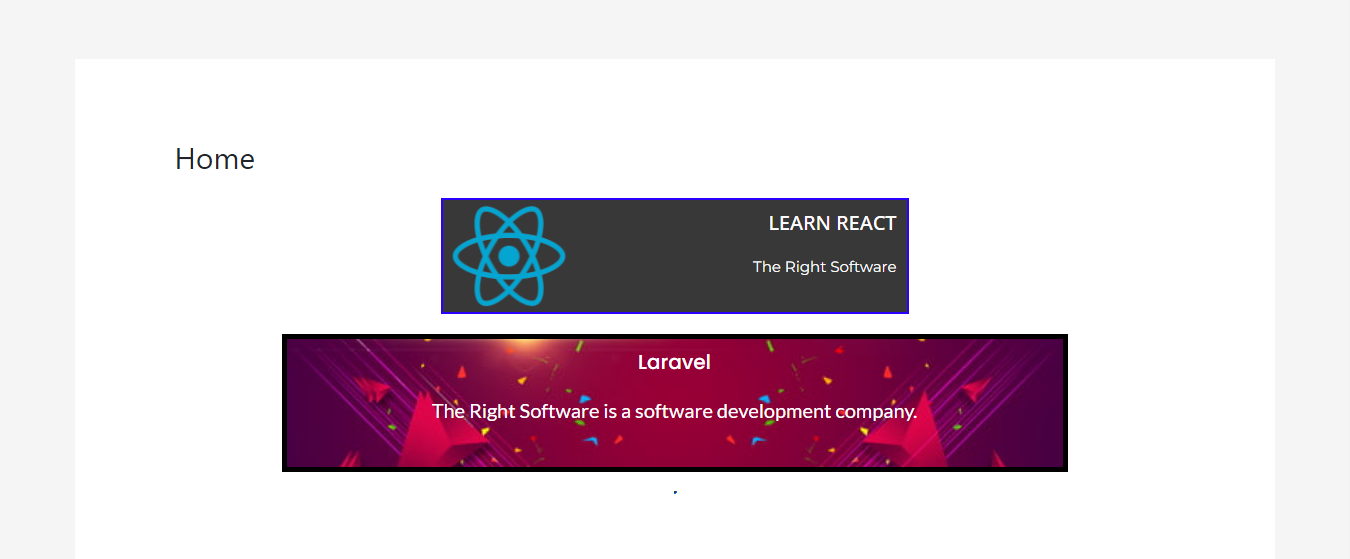 Home
LEARN REACT
The Right Software
Laravel
The Right Software is a software development company.